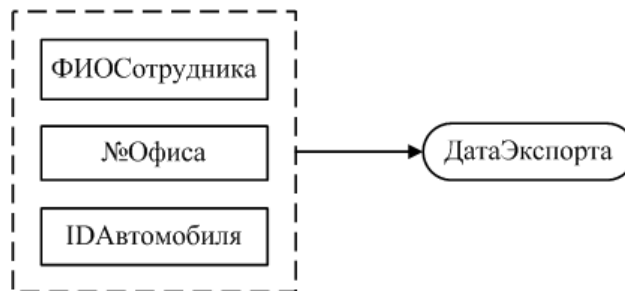 ФИОСотрудника
№Офиса
IDАвтомобиля
ДатаЭкспорта